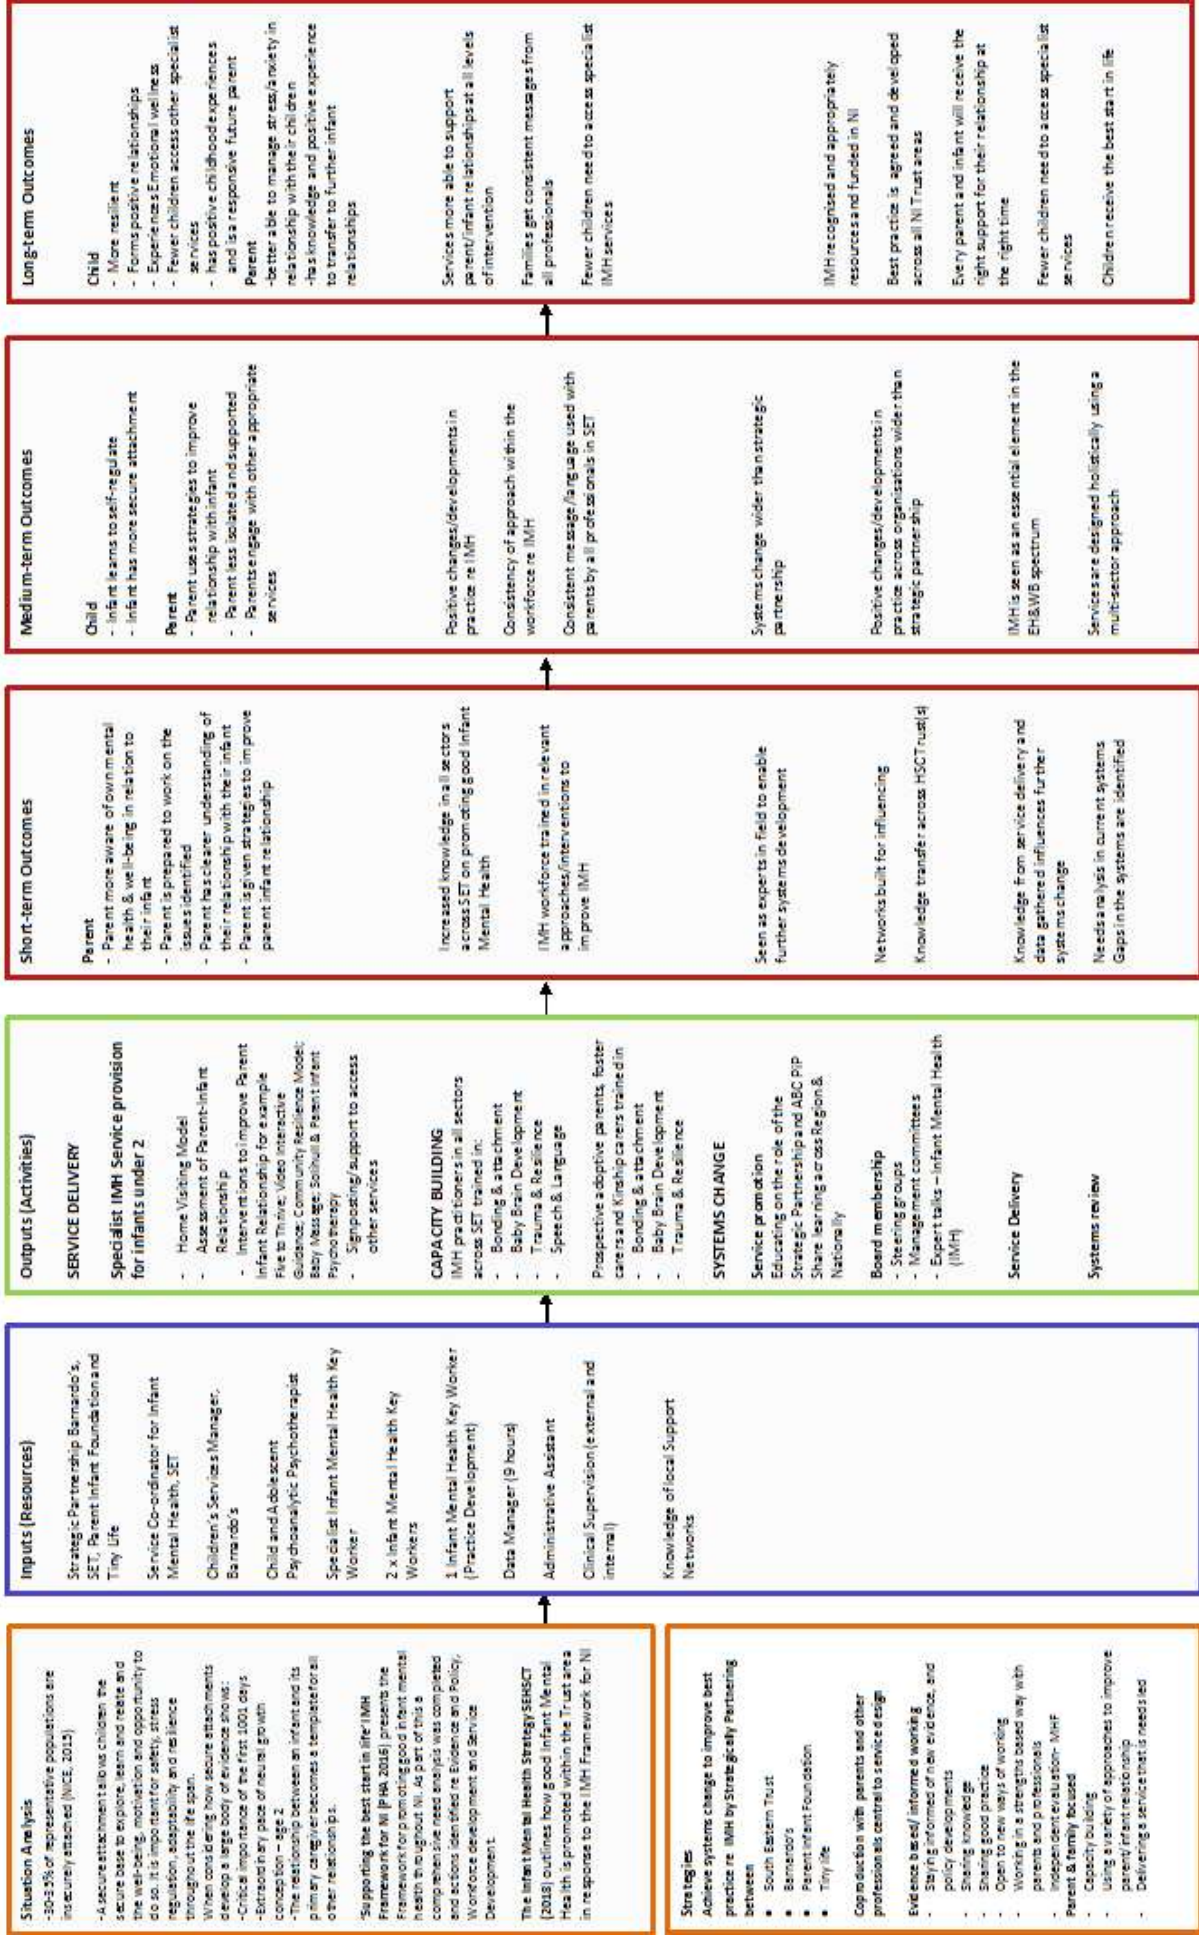 Situation Analysis
-30-35% of representative populations are
insecurely attached (NICE, 2015)
-A secure attachment allows children the
secure base to explore, learn and relate and
the well-being, motivation and opportunity to
do so. It is important for safety, stress
regulation, adaptability and resilience
throughout the life span.
When considering how secure attachments
develop a large body of evidence shows:
-Critical importance of the first 1001 days
-Extraordinary pace of neural growth
conception – age 2
-The relationship between an infant and its
primary caregiver becomes a template for all
other relationships.
'Supporting the best start in life' IMH
Framework for NI (PHA 2016) presents the
framework for promoting good infant mental
health throughout NI. As part of this a
comprehensive need analysis was completed
and actions identified re Evidence and Policy,
Workforce development and Service
Development.
The Infant Mental Health Strategy SEHSCT
(2018) outlines how good Infant Mental
Health is promoted within the Trust area
in response to the IMH Framework for NI
Strategies
Achieve systems change to improve best
practice re IMH by Strategically Partnering
between
• South Eastern Trust
• Barnardo's
• Parent Infant Foundation
• Tinylife
Coproduction with parents and other
professionals central to service design
Evidence bases/ informed working
- Staying informed of new evidence, and
policy developments
- Sharing knowledge
- Sharing good practice
- Open to new ways of working
- Working in a strengths based way with
parents and professionals
- Independent evaluation- MHF
Parent & family focused
- Capacity building
- Using a variety of approaches to improve
parent/infant relationship
- Delivering a service that is needs led
Inputs (Resources)
Strategic Partnership Barnardo's,
SET, Parent Infant Foundation and
Tiny Life
Service Co-ordinator for Infant
Mental Health, SET
Children's Services Manager,
Barnardo's
Child and Adolescent
Psychoanalytic Psychotherapist
Specialist Infant Mental Health Key
Worker
2 x Infant Mental Health Key
Workers
1 Infant Mental Health Key Worker
(Practice Development)
Data Manager (9 hours)
Administrative Assistant
Clinical Supervision (external and
internal)
Knowledge of local Support
Networks
Outputs (Activities)
SERVICE DELIVERY
Specialist IMH Service provision
for infants under 2
- Home Visiting Model
- Assessment of Parent-Infant
Relationship
- Interventions to improve Parent
Infant Relationship for example
Five to Thrive; Video Interactive
Guidance; Community Resilience Model;
Baby Massage; Solihull & Parent Infant
Psychotherapy
- Signposting/support to access
other services
CAPACITY BUILDING
IMH practitioners in all sectors
across SET trained in:
- Bonding & attachment
- Baby Brain Development
- Trauma & Resilience
- Speech & Language
Prospective adoptive parents, foster
carers and Kinship carers trained in
- Bonding & attachment
- Baby Brain Development
- Trauma & Resilience
SYSTEMS CHANGE
Service promotion
Educating on the role of the
Strategic Partnership and ABC PiP
Share learning across Region &
Nationally
Board membership
- Steering groups
- Management committees
- Expert talks – Infant Mental Health
(IMH)
Service Delivery
Systems review
Short-term Outcomes
Parent
- Parent more aware of own mental
health & well-being in relation to
their infant
- Parent is prepared to work on the
issues identified
- Parent has clearer understanding of
their relationship with their infant
- Parent is given strategies to improve
parent infant relationship
Increased knowledge in all sectors
across SET on promoting good Infant
Mental Health
IMH workforce trained in relevant
approaches/interventions to
improve IMH
Seen as experts in field to enable
further systems development
Networks built for influencing
Knowledge transfer across HSCTrust(s)
Knowledge from service delivery and
data gathered influences further
systems change
Needs analysis in current systems
Gaps in the systems are identified
Medium-term Outcomes
Child
- Infant learns to self-regulate
- Infant has more secure attachment
Parent
- Parent uses strategies to improve
relationship with infant
- Parent less isolated and supported
- Parents engage with other appropriate
services
Positive changes/developments in
practice re IMH
Consistency of approach within the
workforce re IMH
Consistent message/language used with
parents by all professionals in SET
Systems change wider than strategic
partnership
Positive changes/developments in
practice across organisations wider than
strategic partnership
IMH is seen as an essential element in the
EH&WB spectrum
Services are designed holistically using a
multi-sector approach
Long-term Outcomes
Child
- More resilient
- Forms positive relationships
- Experiences Emotional wellness
- Fewer children access other specialist
services
- has positive childhood experiences
and is a responsive future parent
Parent
-better able to manage stress/anxiety in
relationship with their children
-has knowledge and positive experience
to transfer to further infant
relationships
Services more able to support
parent/infant relationships at all levels
of intervention
Families get consistent messages from
all professionals
Fewer children need to access specialist
IMH services
IMH recognised and appropriately
resources and funded in NI
Best practice is agreed and developed
across all NI Trust areas
Every parent and infant will receive the
right support for their relationship at
the right time
Fewer children need to access specialist
services
Children receive the best start in life